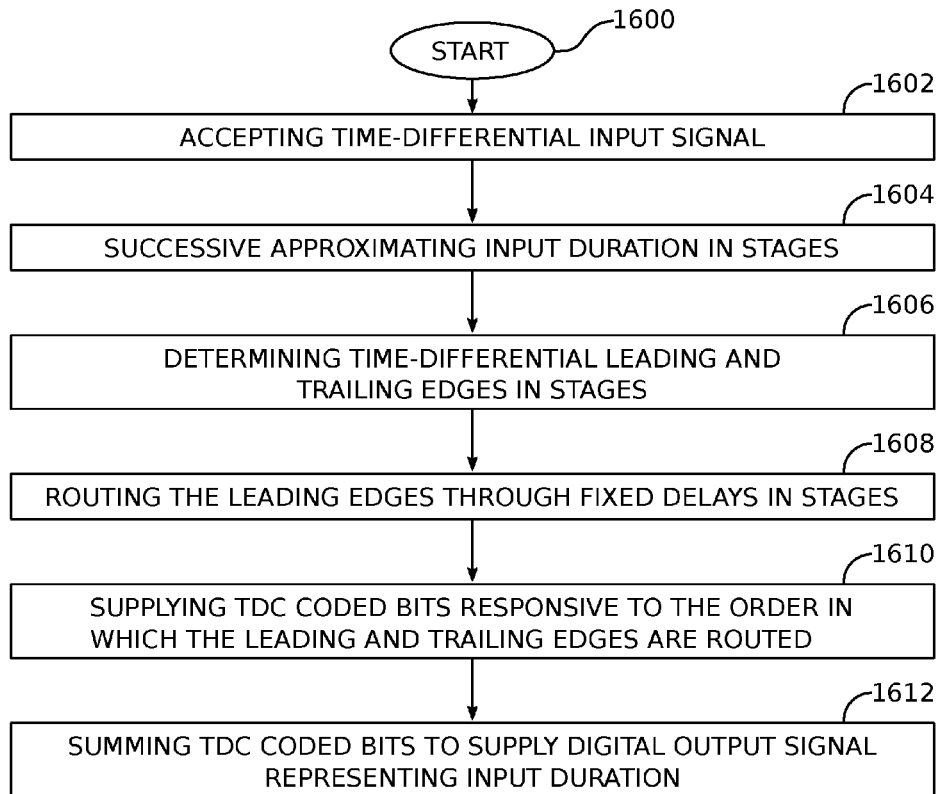 1600
START
1602
ACCEPTING TIME-DIFFERENTIAL INPUT SIGNAL
1604
SUCCESSIVE APPROXIMATING INPUT DURATION IN STAGES
1606
DETERMINING TIME-DIFFERENTIAL LEADING AND
TRAILING EDGES IN STAGES
1608
ROUTING THE LEADING EDGES THROUGH FIXED DELAYS IN STAGES
1610
SUPPLYING TDC CODED BITS RESPONSIVE TO THE ORDER IN
WHICH THE LEADING AND TRAILING EDGES ARE ROUTED
1612
SUMMING TDC CODED BITS TO SUPPLY DIGITAL OUTPUT SIGNAL
REPRESENTING INPUT DURATION